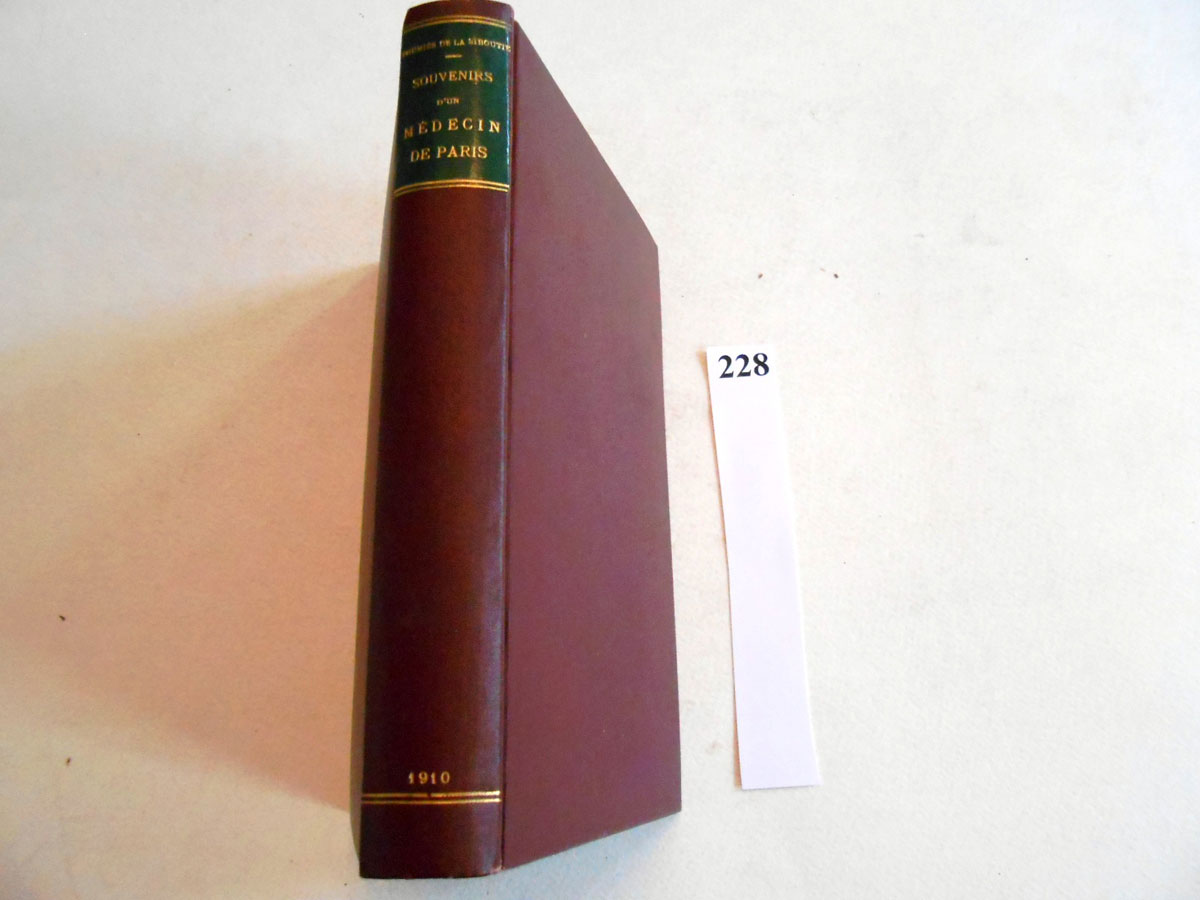 DE LA SIBOUTIE
SOUVENIRS
D'UN
MÉDECIN
DE PARIS
1910
228